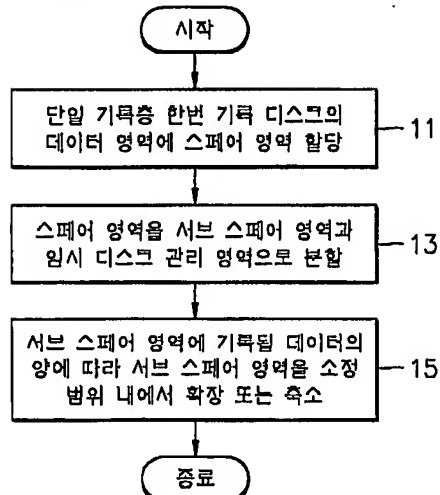 시작
단일 기록층 한번 기록 디스크의
데이터 영역에 스페어 영역 할당
11
스페어 영역을 서브 스페어 영역과
임시 디스크 관리 영역으로 분할
13
서브 스페어 영역에 기록될 데이터의
양에 따라 서브 스페어 영역을 소정
범위 내에서 확장 또는 축소
15
종료